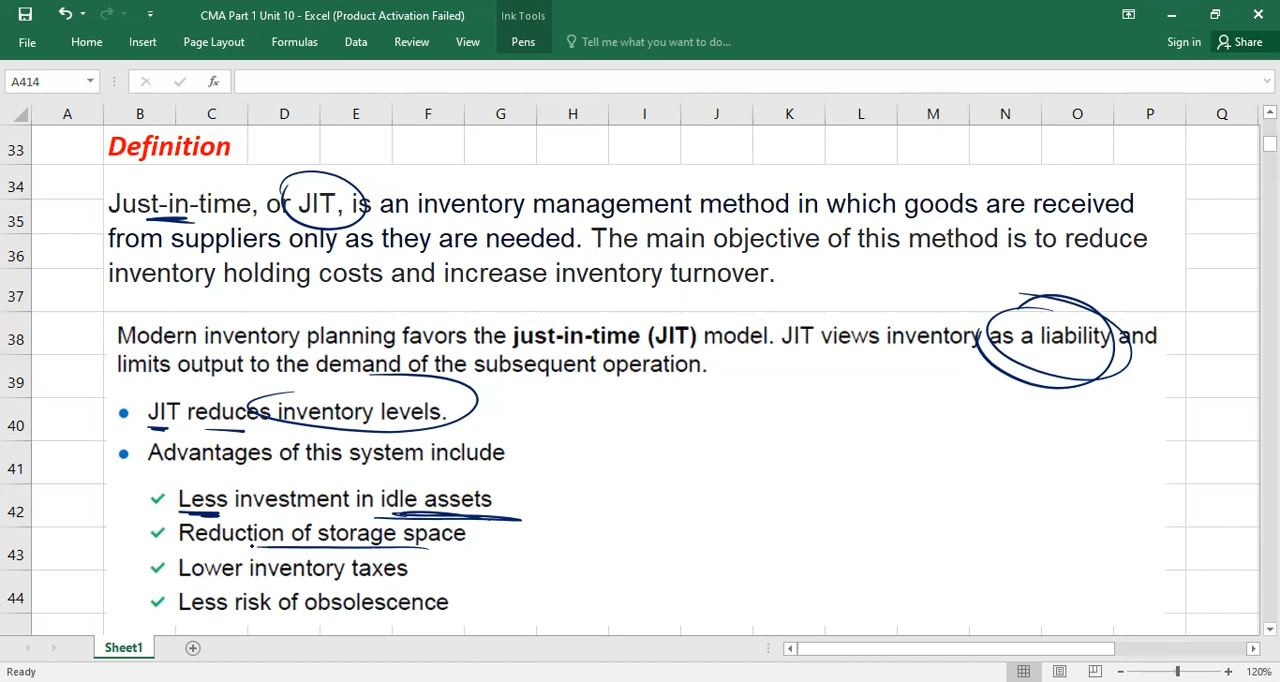 CMA Part 1 Unit 10 - Excel (Product Activation Failed)
Ink Tools
File Home Insert Page Layout Formulas Data Review View Pens Tell me what you want to do... Sign in Share
A414
fx
A B C D E F G H I J K L M N O P Q
33
34
35
36
37
38
39
40
41
42
43
44
Definition
Just-in-time, or JIT, is an inventory management method in which goods are received
from suppliers only as they are needed. The main objective of this method is to reduce
inventory holding costs and increase inventory turnover.
Modern inventory planning favors the just-in-time (JIT) model. JIT views inventory as a liability and
limits output to the demand of the subsequent operation.
JIT reduces inventory levels.
Advantages of this system include
Less investment in idle assets
Reduction of storage space
Lower inventory taxes
Less risk of obsolescence
Sheet1
Ready
120%